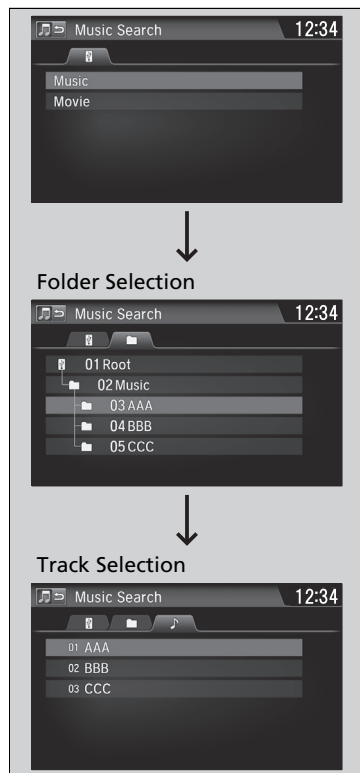 Music Search 12:34
Music
Movie
Folder Selection
Music Search 12:34
01 Root
02 Music
03 AAA
04 BBB
05 CCC
Track Selection
Music Search 12:34
01 AAA
02 BBB
03 CCC